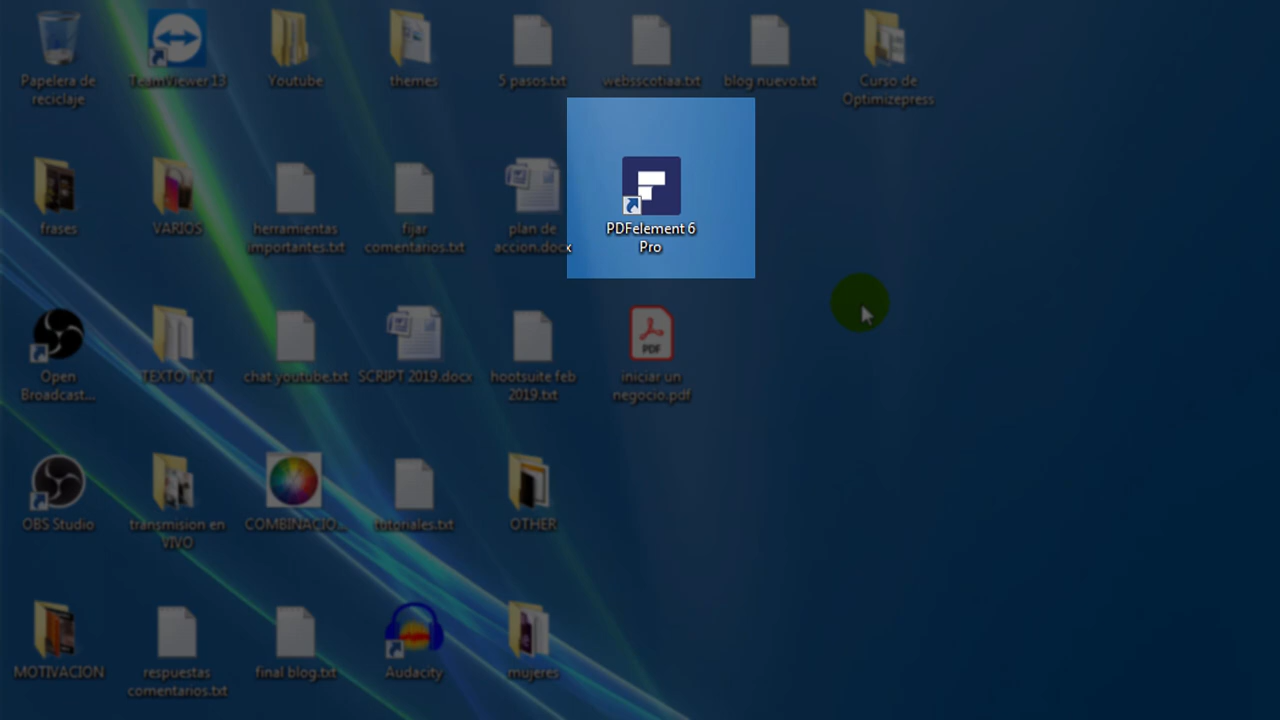 Papelera de
reciclaje
TeamViewer 13
Youtube
themes
5 pasos.txt
websscotiaa.txt
blog nuevo.txt
Curso de
Optimizepress
frases
VARIOS
herramientas
importantes.txt
fijar
comentarios.txt
plan de
accion.docx
PDFelement 6
Pro
Open
Broadcast...
TEXTO TXT
chat youtube.txt
SCRIPT 2019.docx
hootsuite feb
2019.txt
PDF
iniciar un
negocio.pdf
OBS Studio
transmision en
VIVO
COMBINACIO...
tutoriales.txt
OTHER
MOTIVACION
respuestas
comentarios.txt
final blog.txt
Audacity
mujeres